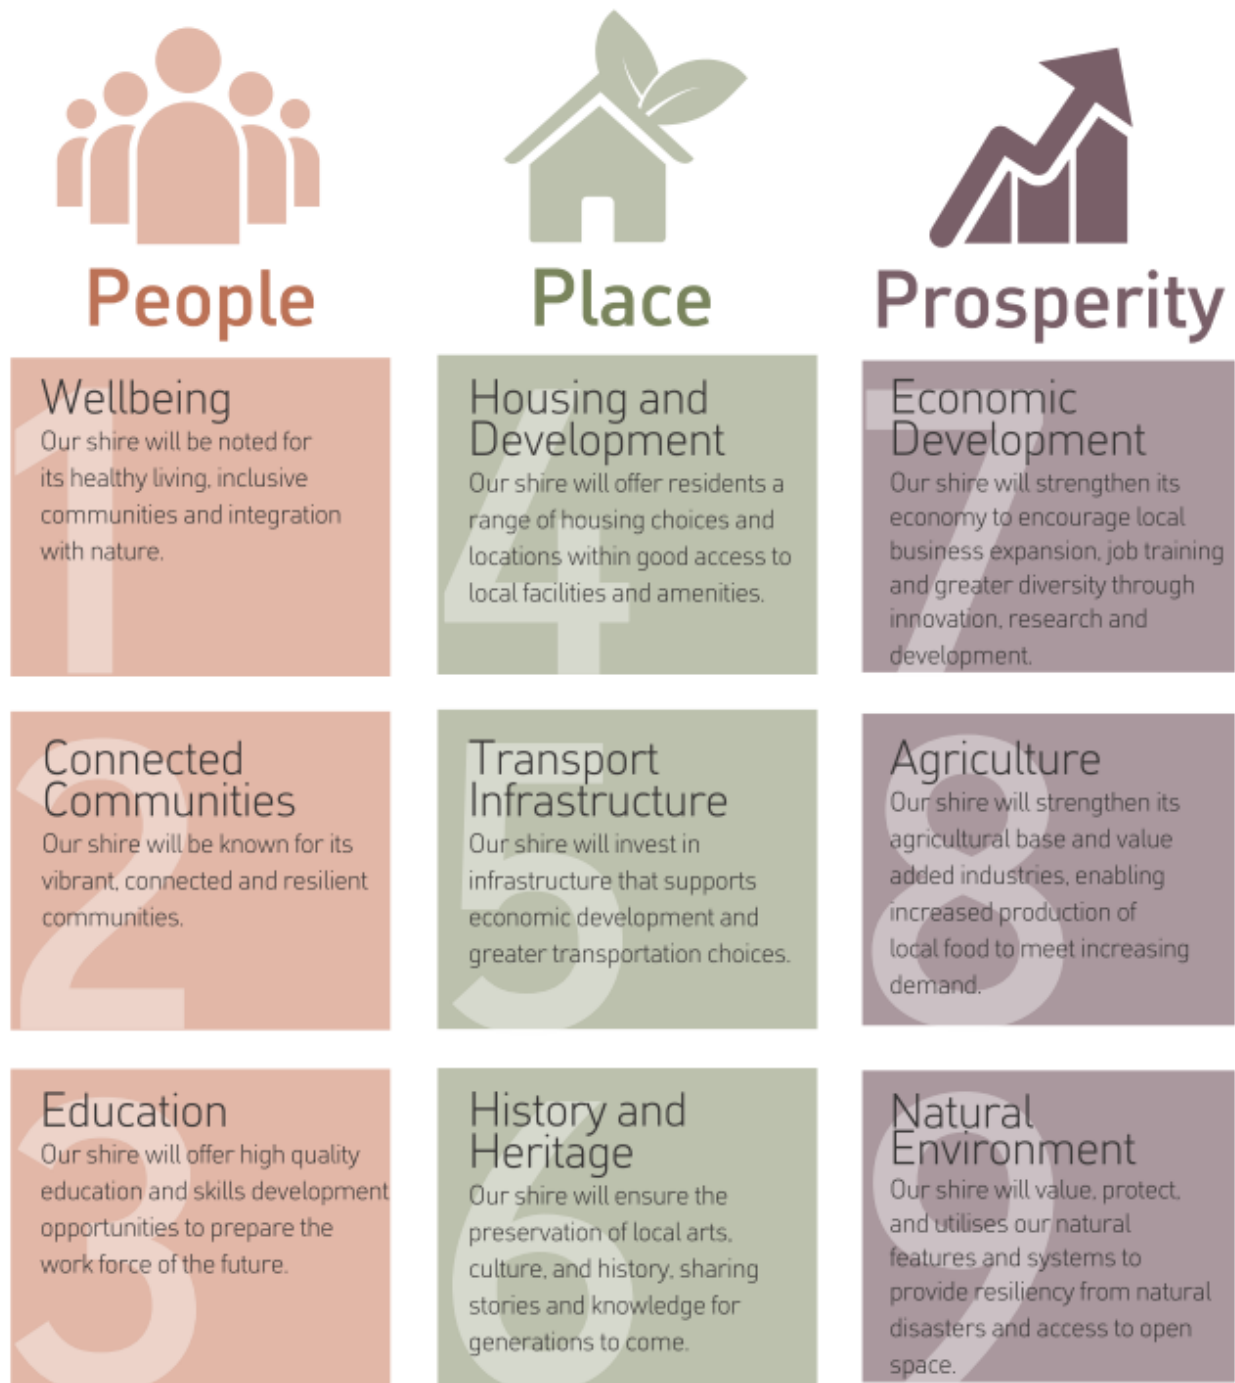 People
1
Wellbeing
Our shire will be noted for
its healthy living, inclusive
communities and integration
with nature.
2
Connected
Communities
Our shire will be known for its
vibrant, connected and resilient
communities.
3
Education
Our shire will offer high quality
education and skills development
opportunities to prepare the
work force of the future.
Place
4
Housing and
Development
Our shire will offer residents a
range of housing choices and
locations within good access to
local facilities and amenities.
5
Transport
Infrastructure
Our shire will invest in
infrastructure that supports
economic development and
greater transportation choices.
6
History and
Heritage
Our shire will ensure the
preservation of local arts,
culture, and history, sharing
stories and knowledge for
generations to come.
Prosperity
7
Economic
Development
Our shire will strengthen its
economy to encourage local
business expansion, job training
and greater diversity through
innovation, research and
development.
8
Agriculture
Our shire will strengthen its
agricultural base and value
added industries, enabling
increased production of
local food to meet increasing
demand.
9
Natural
Environment
Our shire will value, protect,
and utilises our natural
features and systems to
provide resiliency from natural
disasters and access to open
space.